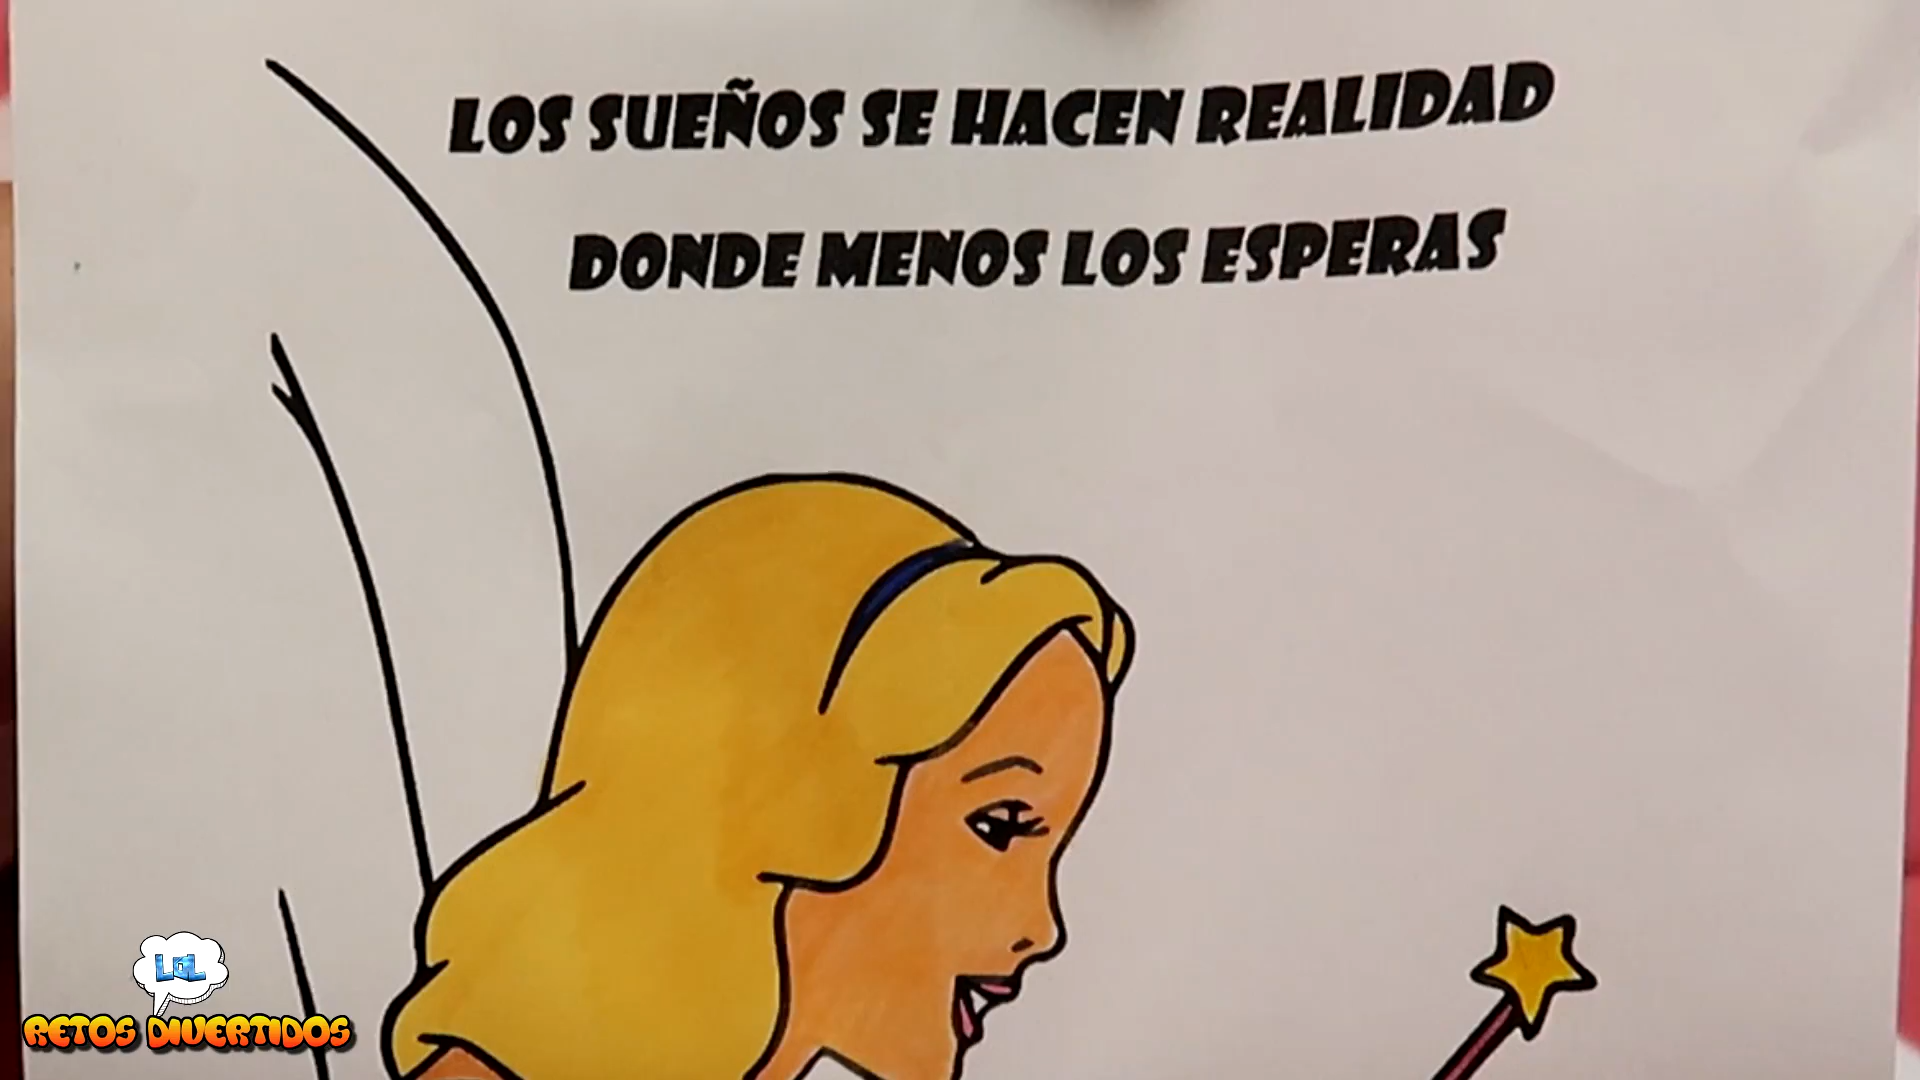 LOS SUEÑOS SE HACEN REALIDAD
DONDE MENOS LOS ESPERAS
LOL
RETOS DIVERTIDOS